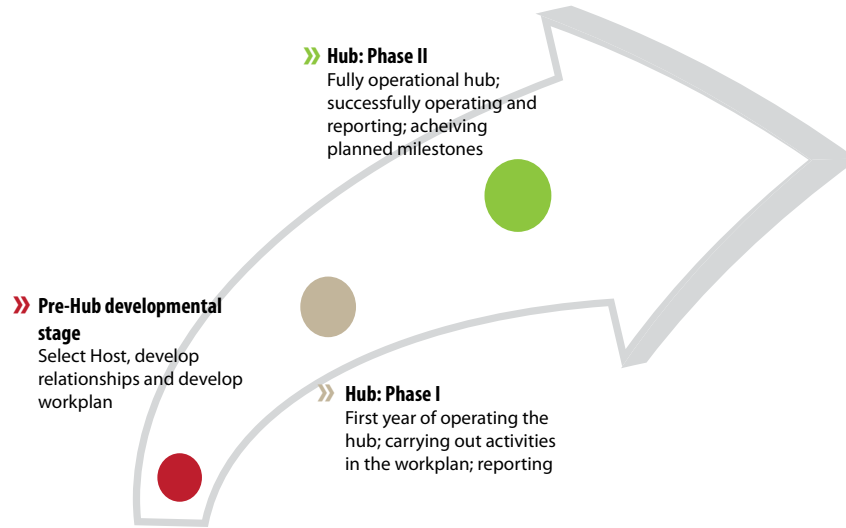 » Hub: Phase II
Fully operational hub;
successfully operating and
reporting; acheiving
planned milestones
» Pre-Hub developmental
stage
Select Host, develop
relationships and develop
workplan
» Hub: Phase I
First year of operating the
hub; carrying out activities
in the workplan; reporting